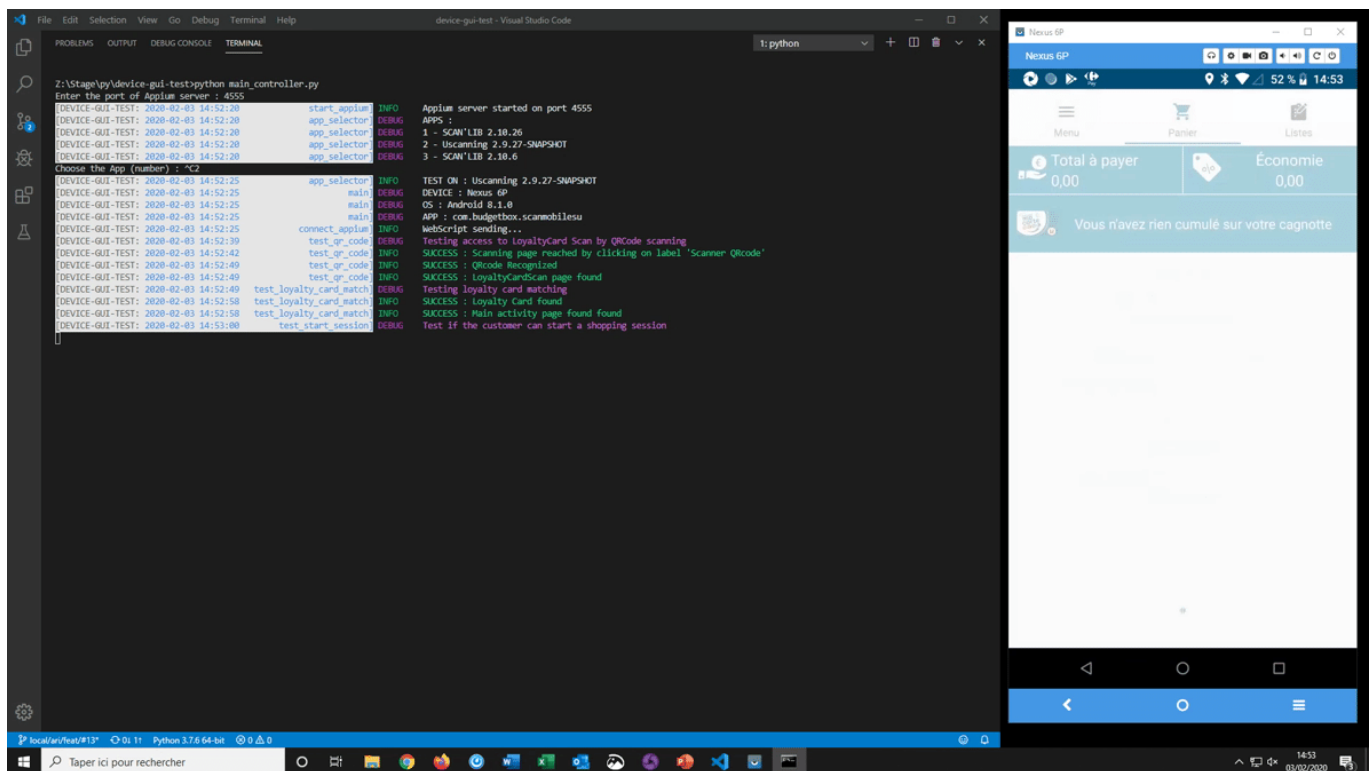 File Edit Selection View Go Debug Terminal Help
device-gui-test - Visual Studio Code
PROBLEMS OUTPUT DEBUG CONSOLE TERMINAL
1: python
Z:\Stage\py\device-gui-test>python main_controller.py
Enter the port of Appium server : 4555
[DEVICE-GUI-TEST: 2020-02-03 14:52:20 start_appium] INFO Appium server started on port 4555
[DEVICE-GUI-TEST: 2020-02-03 14:52:20 app_selector] DEBUG APPS :
[DEVICE-GUI-TEST: 2020-02-03 14:52:20 app_selector] DEBUG 1 - SCAN'LIB 2.10.26
[DEVICE-GUI-TEST: 2020-02-03 14:52:20 app_selector] DEBUG 2 - Uscanning 2.9.27-SNAPSHOT
[DEVICE-GUI-TEST: 2020-02-03 14:52:20 app_selector] DEBUG 3 - SCAN'LIB 2.10.6
Choose the App (number) : ^C2
[DEVICE-GUI-TEST: 2020-02-03 14:52:25 app_selector] INFO TEST ON : Uscanning 2.9.27-SNAPSHOT
[DEVICE-GUI-TEST: 2020-02-03 14:52:25 main] DEBUG DEVICE : Nexus 6P
[DEVICE-GUI-TEST: 2020-02-03 14:52:25 main] DEBUG OS : Android 8.1.0
[DEVICE-GUI-TEST: 2020-02-03 14:52:25 main] DEBUG APP : com.budgetbox.scanmobilesu
[DEVICE-GUI-TEST: 2020-02-03 14:52:25 connect_appium] INFO WebScript sending...
[DEVICE-GUI-TEST: 2020-02-03 14:52:39 test_qr_code] DEBUG Testing access to LoyaltyCard Scan by QRCode scanning
[DEVICE-GUI-TEST: 2020-02-03 14:52:42 test_qr_code] INFO SUCCESS : Scanning page reached by clicking on label 'Scanner QRcode'
[DEVICE-GUI-TEST: 2020-02-03 14:52:49 test_qr_code] INFO SUCCESS : QRcode Recognized
[DEVICE-GUI-TEST: 2020-02-03 14:52:49 test_qr_code] INFO SUCCESS : LoyaltyCardScan page found
[DEVICE-GUI-TEST: 2020-02-03 14:52:49 test_loyalty_card_match] DEBUG Testing loyalty card matching
[DEVICE-GUI-TEST: 2020-02-03 14:52:58 test_loyalty_card_match] INFO SUCCESS : Loyalty Card found
[DEVICE-GUI-TEST: 2020-02-03 14:52:58 test_loyalty_card_match] INFO SUCCESS : Main activity page found found
[DEVICE-GUI-TEST: 2020-02-03 14:53:00 test_start_session] DEBUG Test if the customer can start a shopping session
local/ari/feat/#13* 0↓ 1↑ Python 3.7.6 64-bit 0 0
Nexus 6P
Nexus 6P
52 % 14:53
Menu Panier Listes
Total à payer
0,00
Économie
0,00
Vous n'avez rien cumulé sur votre cagnotte
Taper ici pour rechercher
14:53
03/02/2020